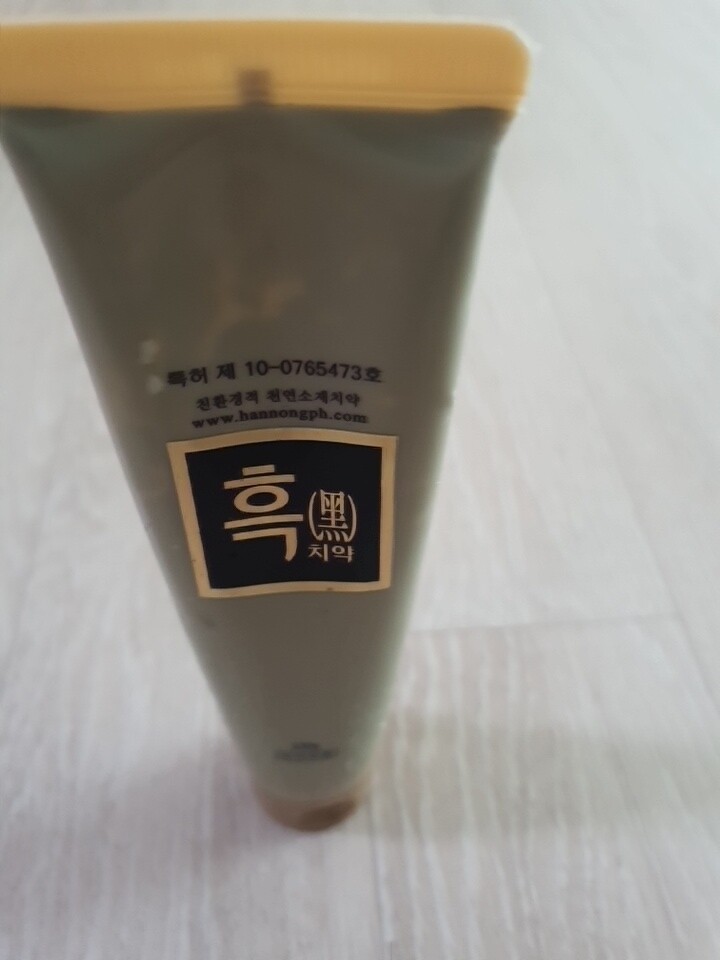 특허 제 10-0765473호
친환경적 천연소재치약
www.hannongph.com
흑(黑)
치약